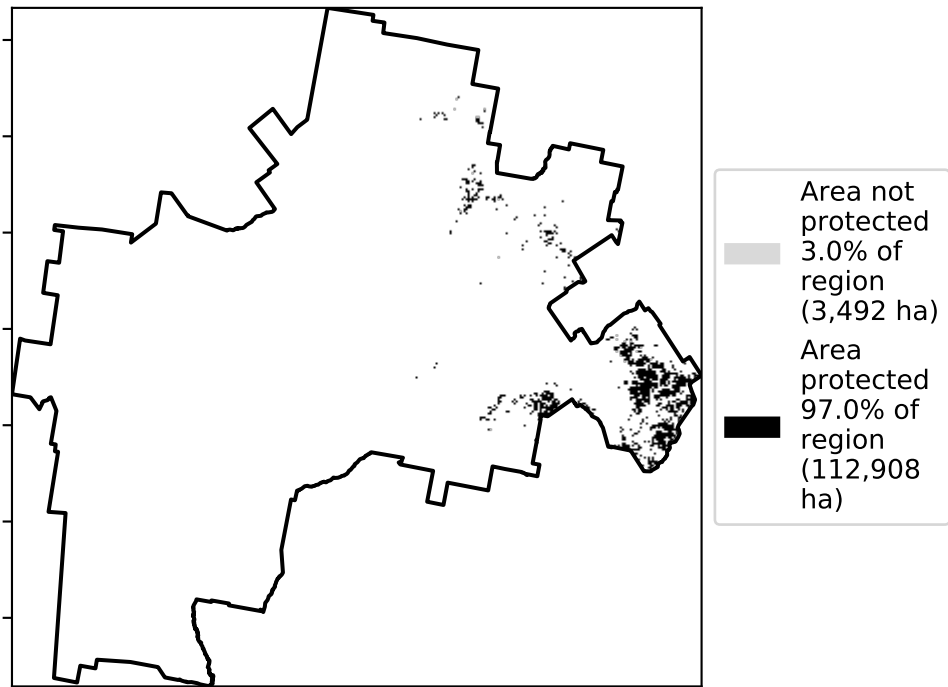 Area not
protected
3.0% of
region
(3,492 ha)
Area
protected
97.0% of
region
(112,908
ha)